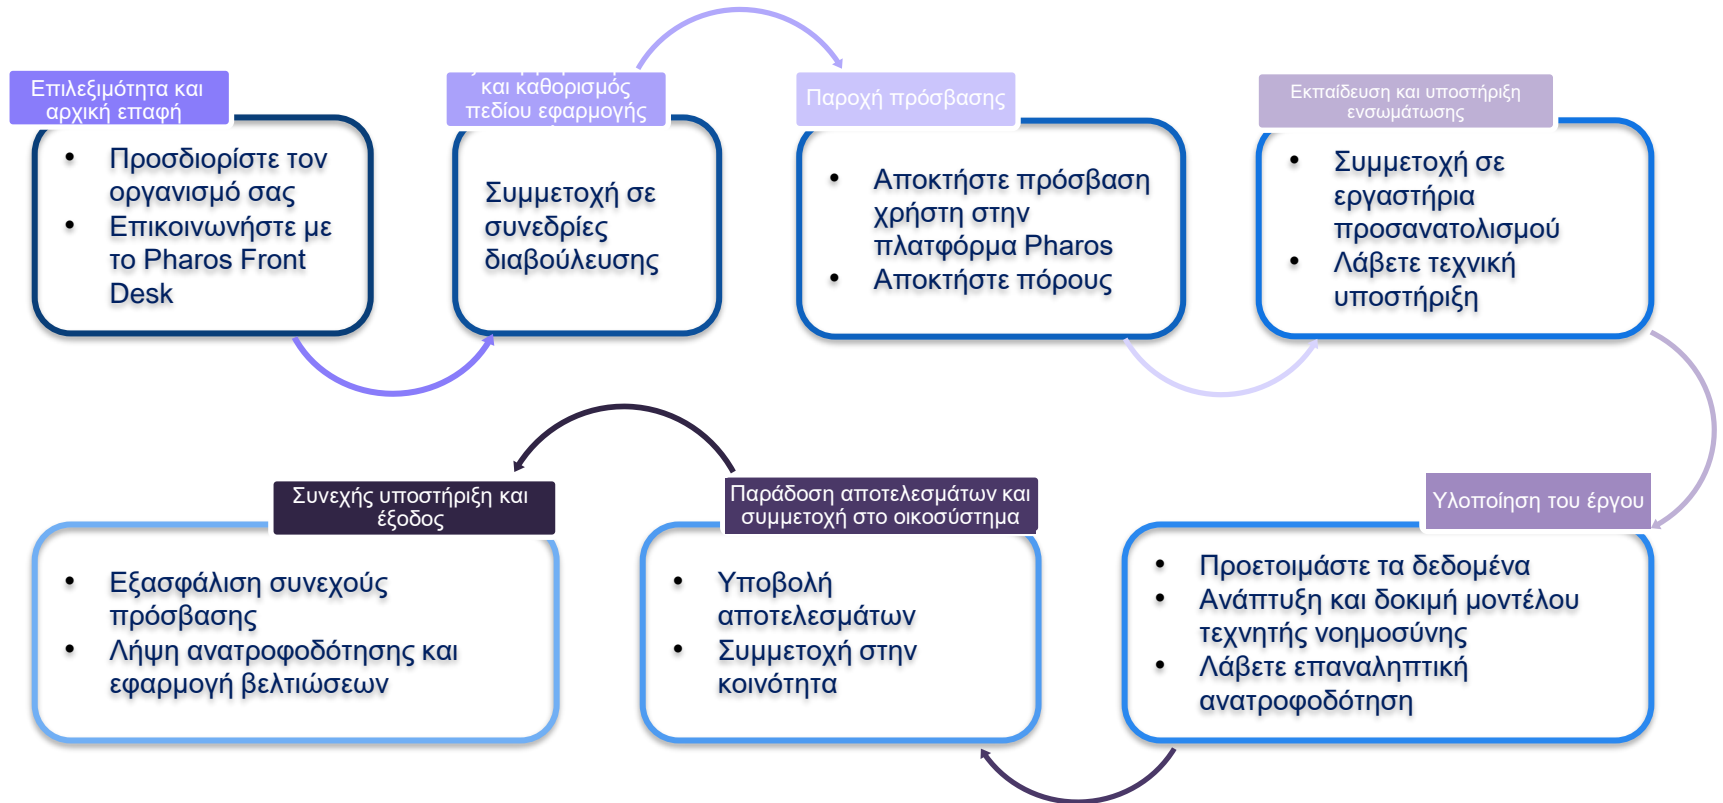 Επιλεξιμότητα και
αρχική επαφή
• Προσδιορίστε τον
οργανισμό σας
• Επικοινωνήστε με
το Pharos Front
Desk
και καθορισμός
πεδίου εφαρμογής
Συμμετοχή σε
συνεδρίες
διαβούλευσης
Παροχή πρόσβασης
• Αποκτήστε πρόσβαση
χρήστη στην
πλατφόρμα Pharos
• Αποκτήστε πόρους
Εκπαίδευση και υποστήριξη
ενσωμάτωσης
• Συμμετοχή σε
εργαστήρια
προσανατολισμού
• Λάβετε τεχνική
υποστήριξη
Υλοποίηση του έργου
• Προετοιμάστε τα δεδομένα
• Ανάπτυξη και δοκιμή μοντέλου
τεχνητής νοημοσύνης
• Λάβετε επαναληπτική
ανατροφοδότηση
Παράδοση αποτελεσμάτων και
συμμετοχή στο οικοσύστημα
• Υποβολή
αποτελεσμάτων
• Συμμετοχή στην
κοινότητα
Συνεχής υποστήριξη και
έξοδος
• Εξασφάλιση συνεχούς
πρόσβασης
• Λήψη ανατροφοδότησης και
εφαρμογή βελτιώσεων